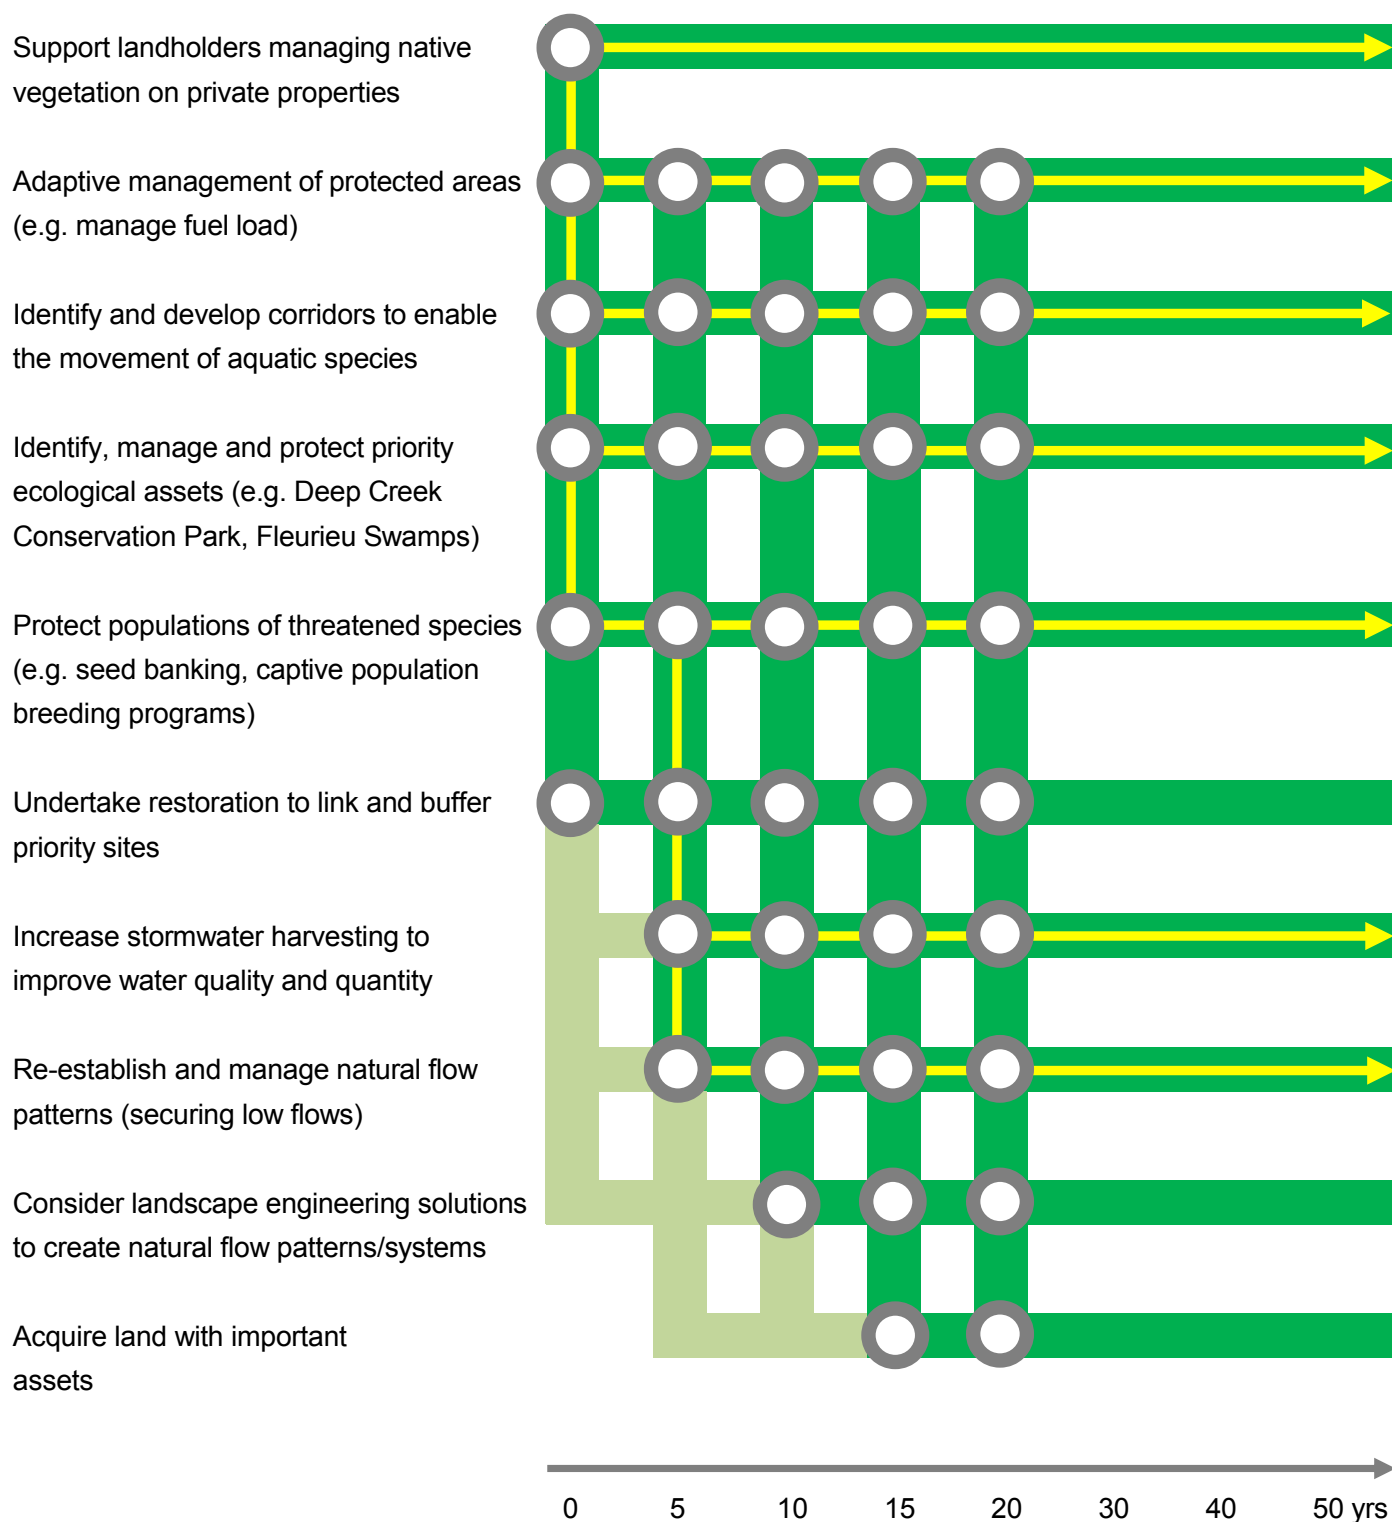 Support landholders managing native
vegetation on private properties
Adaptive management of protected areas
(e.g. manage fuel load)
Identify and develop corridors to enable
the movement of aquatic species
Identify, manage and protect priority
ecological assets (e.g. Deep Creek
Conservation Park, Fleurieu Swamps)
Protect populations of threatened species
(e.g. seed banking, captive population
breeding programs)
Undertake restoration to link and buffer
priority sites
Increase stormwater harvesting to
improve water quality and quantity
Re-establish and manage natural flow
patterns (securing low flows)
Consider landscape engineering solutions
to create natural flow patterns/systems
Acquire land with important
assets
0 5 10 15 20 30 40 50 yrs